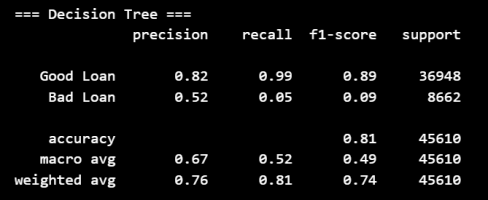 === Decision Tree ===
precision recall f1-score support
Good Loan 0.82 0.99 0.89 36948
Bad Loan 0.52 0.05 0.09 8662
accuracy 0.81 45610
macro avg 0.67 0.52 0.49 45610
weighted avg 0.76 0.81 0.74 45610